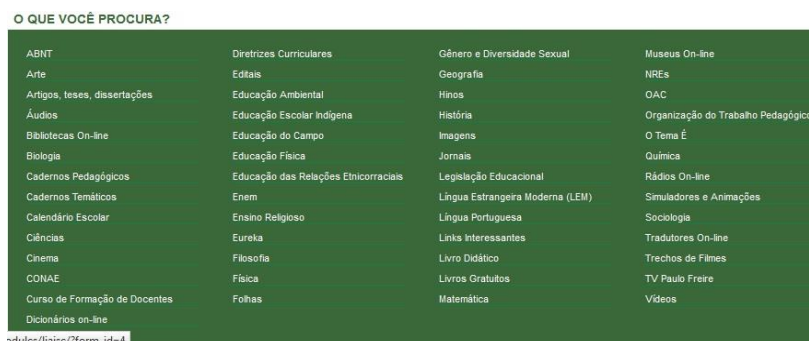 O QUE VOCÊ PROCURA?
ABNT
Arte
Artigos, teses, dissertações
Áudios
Bibliotecas On-line
Biologia
Cadernos Pedagógicos
Cadernos Temáticos
Calendário Escolar
Ciências
Cinema
CONAE
Curso de Formação de Docentes
Dicionários on-line
Diretrizes Curriculares
Editais
Educação Ambiental
Educação Escolar Indígena
Educação do Campo
Educação Física
Educação das Relações Etnicorraciais
Enem
Ensino Religioso
Eureka
Filosofia
Física
Folhas
Gênero e Diversidade Sexual
Geografia
Hinos
História
Imagens
Jornais
Legislação Educacional
Língua Estrangeira Moderna (LEM)
Língua Portuguesa
Links Interessantes
Livro Didático
Livros Gratuitos
Matemática
Museus On-line
NREs
OAC
Organização do Trabalho Pedagógico
O Tema É
Química
Rádios On-line
Simuladores e Animações
Sociologia
Tradutores On-line
Trechos de Filmes
TV Paulo Freire
Vídeos